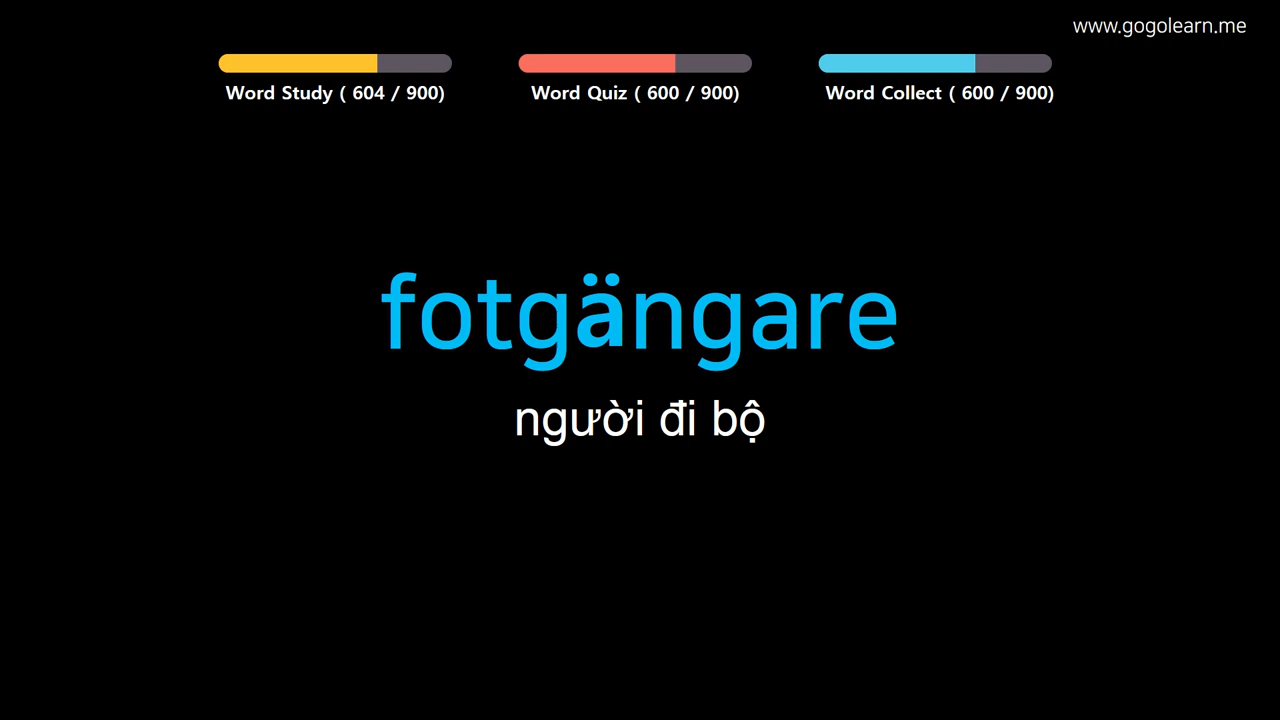 www.gogolearn.me
Word Study ( 604 / 900) Word Quiz ( 600 / 900) Word Collect ( 600 / 900)
fotgängare
người đi bộ